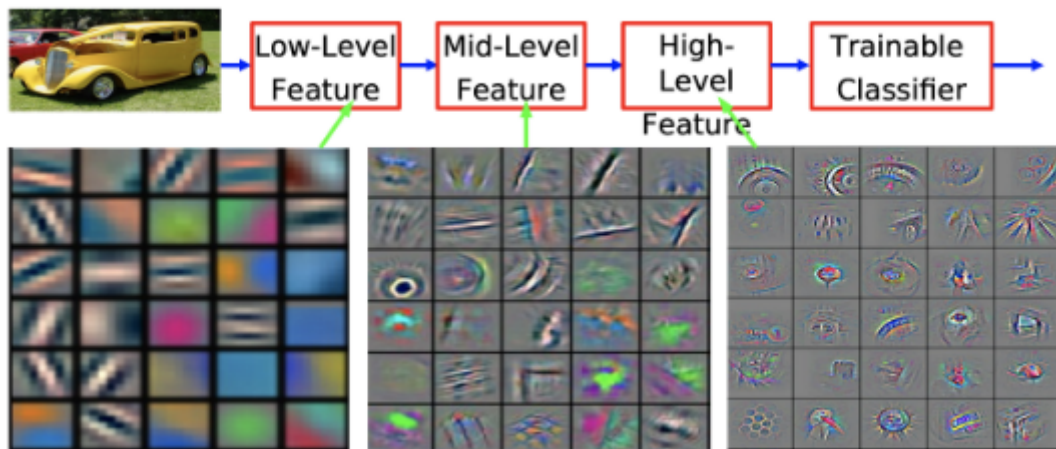 Low-Level
Feature
Mid-Level
Feature
High-
Level
Feature
Trainable
Classifier